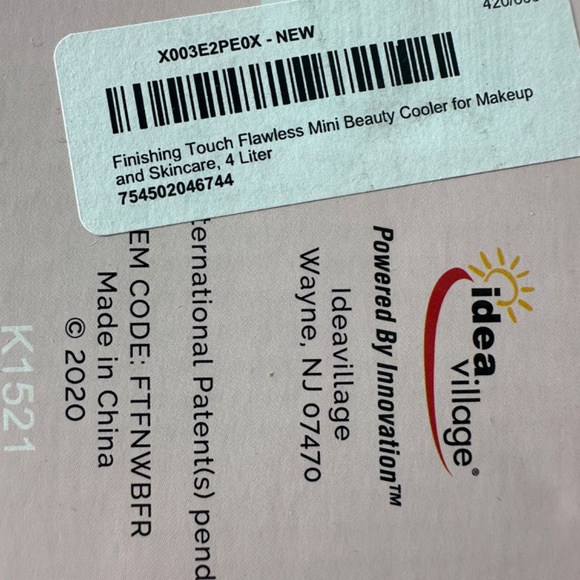 X003E2PE0X - NEW
Finishing Touch Flawless Mini Beauty Cooler for Makeup
and Skincare, 4 Liter
754502046744
idea
village®
Powered By Innovation™
Ideavillage
Wayne, NJ 07470
ternational Patent(s) pend
EM CODE: FTFNWBFR
Made in China
© 2020
K1521